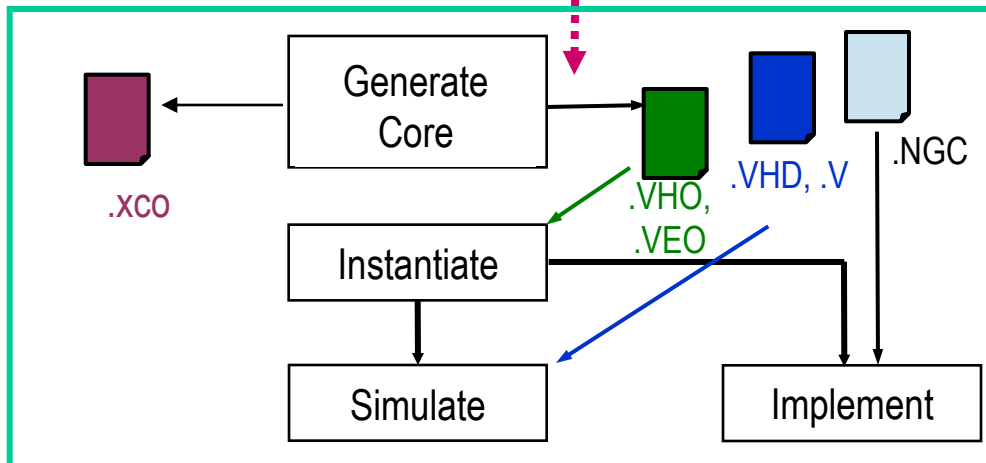 Generate
Core
.XCO
.VHO,
.VEO
.VHD, .V
.NGC
Instantiate
Simulate
Implement